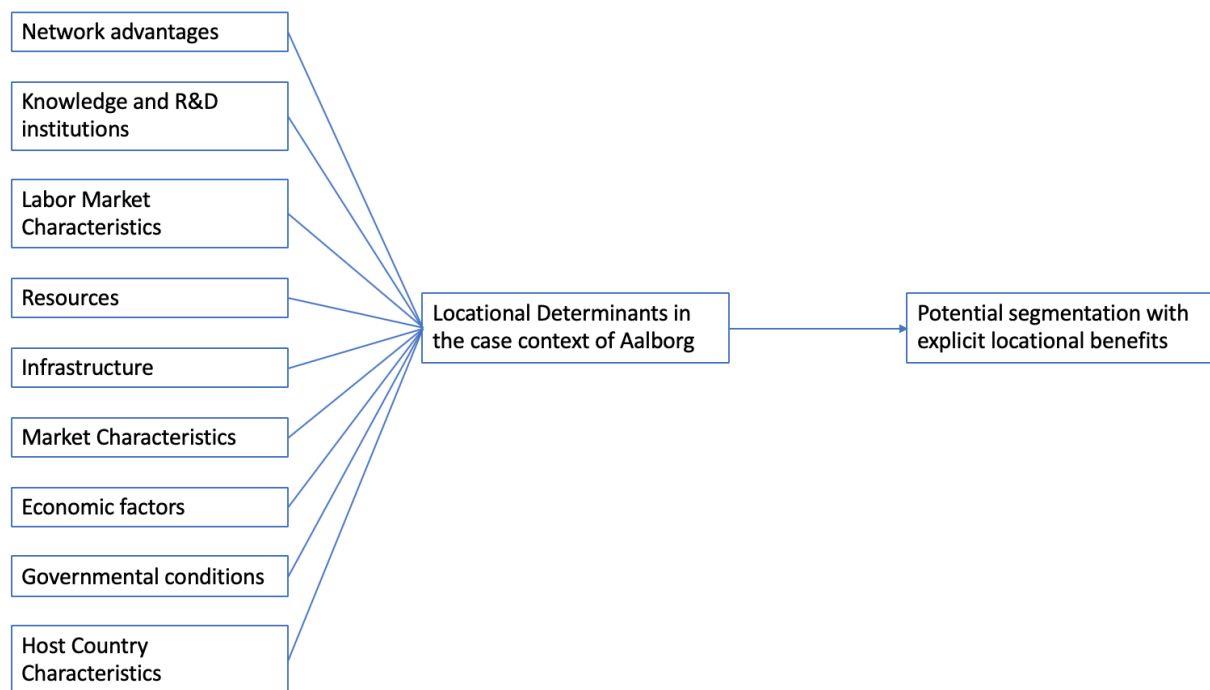 Network advantages
Knowledge and R&D
institutions
Labor Market
Characteristics
Resources
Infrastructure
Market Characteristics
Economic factors
Governmental conditions
Host Country
Characteristics
Locational Determinants in
the case context of Aalborg
Potential segmentation with
explicit locational benefits